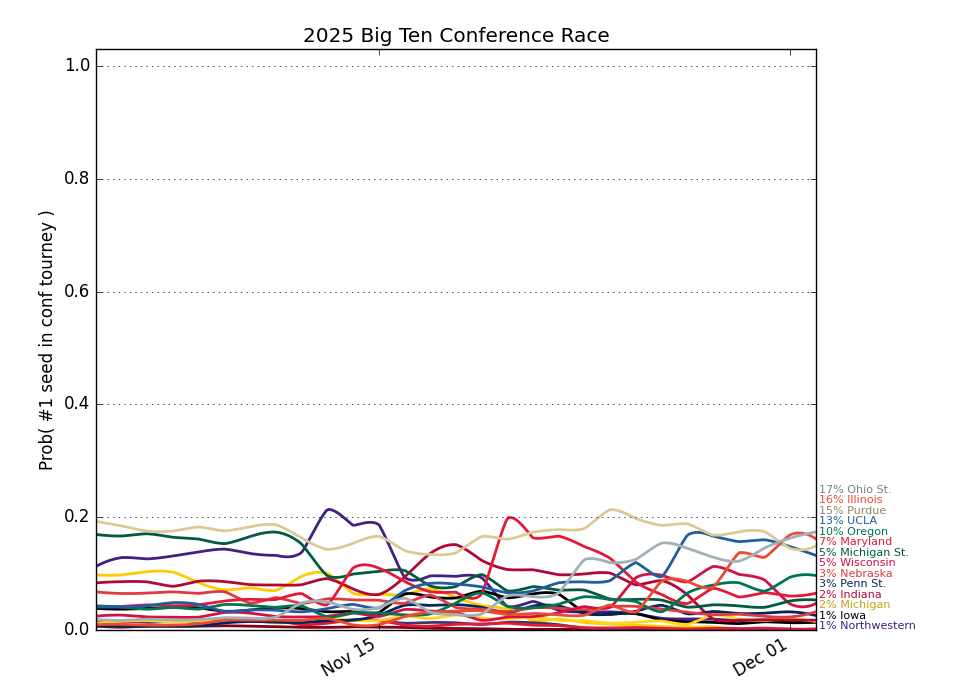 2025 Big Ten Conference Race
Prob( #1 seed in conf tourney )
1.0
0.8
0.6
0.4
0.2
0.0
Nov 15
Dec 01
17% Ohio St.
16% Illinois
15% Purdue
13% UCLA
10% Oregon
7% Maryland
5% Michigan St.
5% Wisconsin
3% Nebraska
3% Penn St.
2% Indiana
2% Michigan
1% Iowa
1% Northwestern